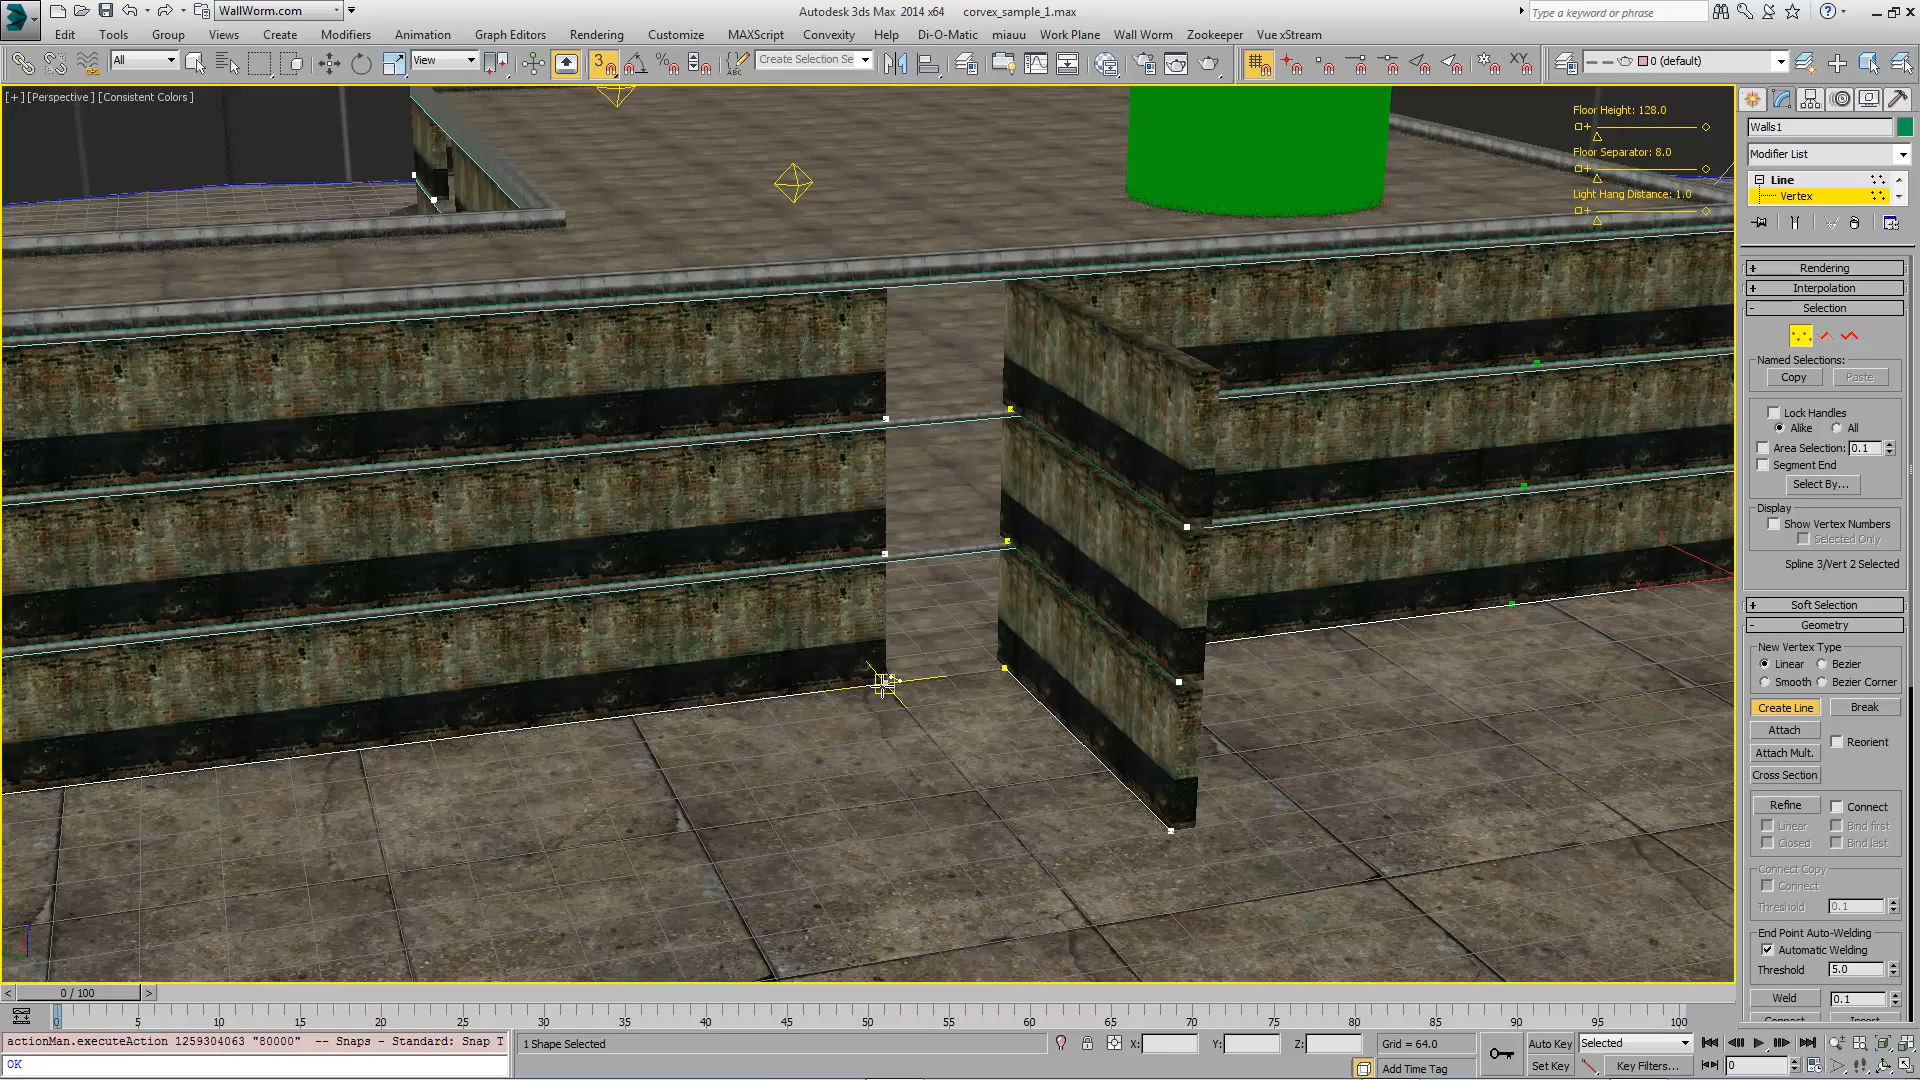 WallWorm.com
Autodesk 3ds Max 2014 x64    corvex_sample_1.max
Type a keyword or phrase
Edit Tools Group Views Create Modifiers Animation Graph Editors Rendering Customize MAXScript Convexity Help Di-O-Matic miauu Work Plane Wall Worm Zookeeper Vue xStream
All
View
3
Create Selection Se
XY
0 (default)
[+] [Perspective ] [Consistent Colors ]
Floor Height: 128.0
Floor Separator: 8.0
Light Hang Distance: 1.0
Walls1
Modifier List
Line
Vertex
+ Rendering
+ Interpolation
- Selection
Named Selections:
Copy Paste
Lock Handles
Alike All
Area Selection: 0.1
Segment End
Select By...
Display
Show Vertex Numbers
Selected Only
Spline 3/Vert 2 Selected
+ Soft Selection
- Geometry
New Vertex Type
Linear Bezier
Smooth Bezier Corner
Create Line Break
Attach
Reorient
Attach Mult.
Cross Section
Refine Connect
Linear Bind first
Closed Bind last
Connect Copy
Connect
Threshold 0.1
End Point Auto-Welding
Automatic Welding
Threshold 5.0
Weld 0.1
Connect Insert
< 0 / 100 >
0 5 10 15 20 25 30 35 40 45 50 55 60 65 70 75 80 85 90 95 100
actionMan.executeAction 1259304063 "80000"  -- Snaps - Standard: Snap T
OK
1 Shape Selected
X: Y: Z:
Grid = 64.0
Add Time Tag
Auto Key Selected
Set Key Key Filters...
0